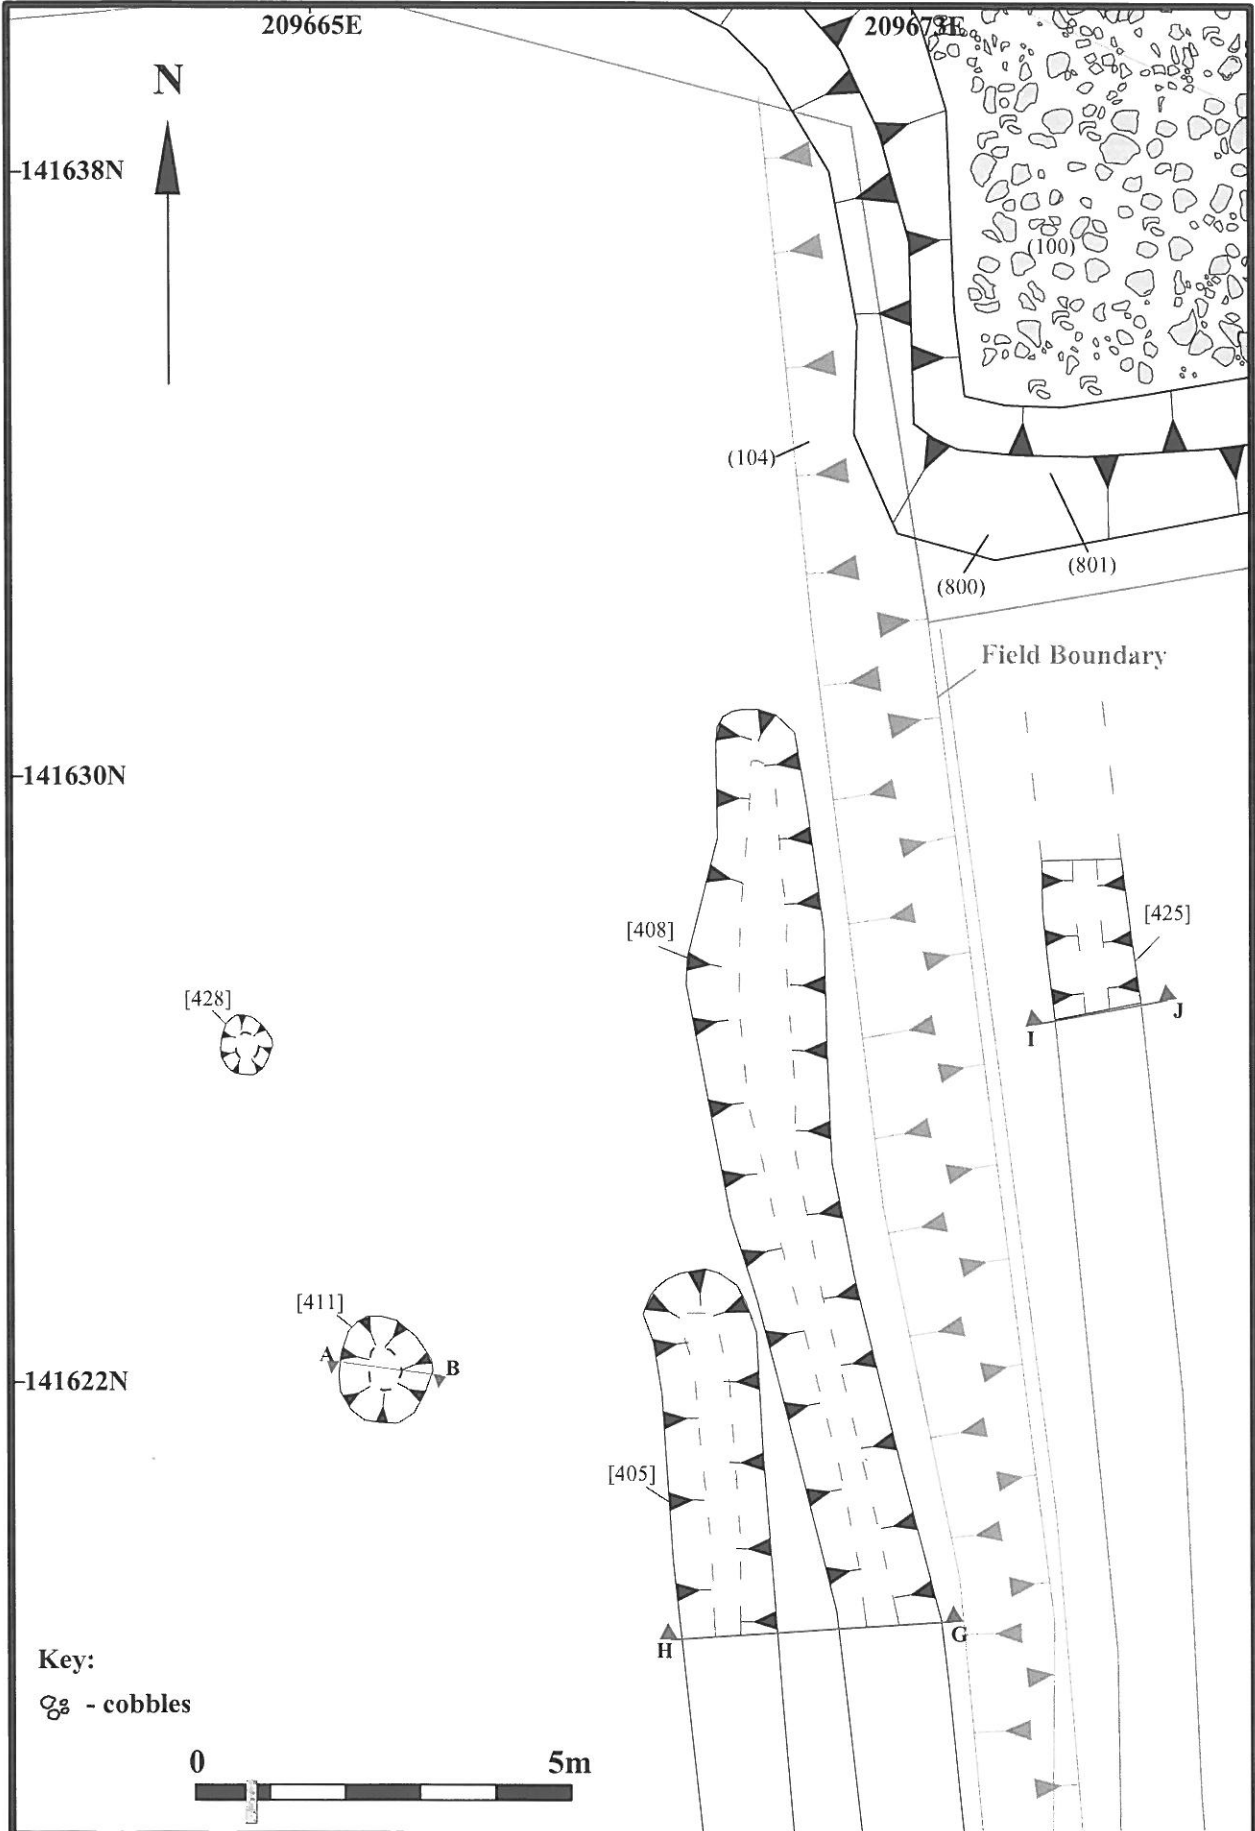 209665E
209673E
N
141638N
(100)
(104)
(801)
(800)
Field Boundary
141630N
[408]
[425]
[428]
J
I
[411]
A
B
141622N
[405]
H
G
Key:
- cobbles
0
5m